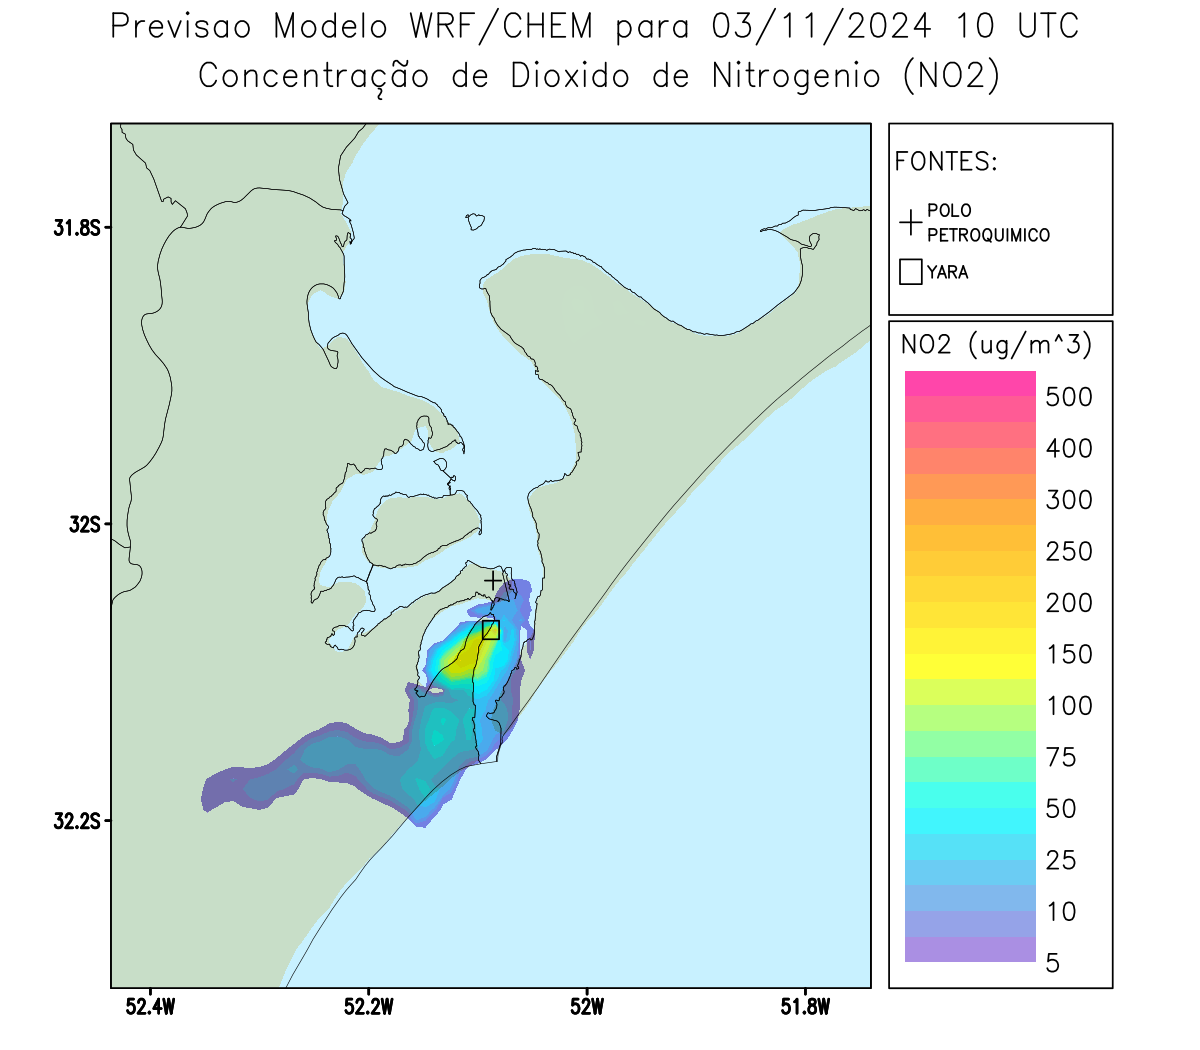 Previsao Modelo WRF/CHEM para 03/11/2024 10 UTC
Concentração de Dioxido de Nitrogenio (NO2)
FONTES:
POLO
PETROQUIMICO
YARA
NO2 (ug/m^3)
500
400
300
250
200
150
100
75
50
25
10
5
31.8S
32S
32.2S
52.4W
52.2W
52W
51.8W